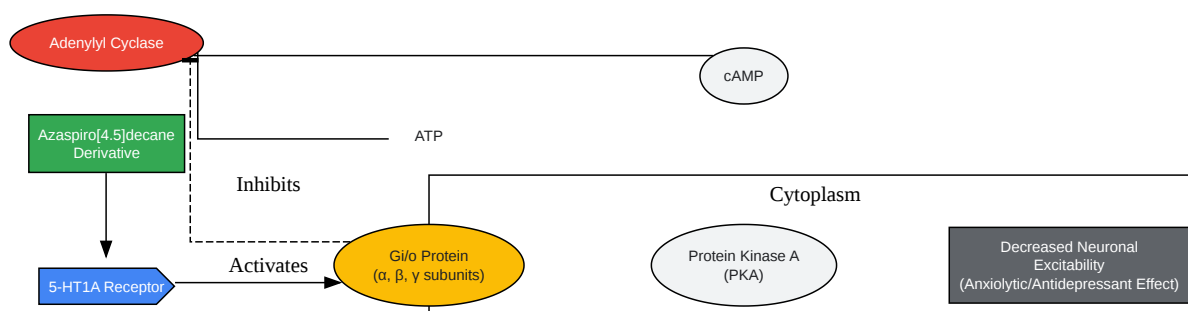 Adenylyl Cyclase
cAMP
Azaspiro[4.5]decane
Derivative
ATP
Inhibits
Cytoplasm
Gi/o Protein
(α, β, γ subunits)
Protein Kinase A
(PKA)
Decreased Neuronal
Excitability
(Anxiolytic/Antidepressant Effect)
Activates
5-HT1A Receptor